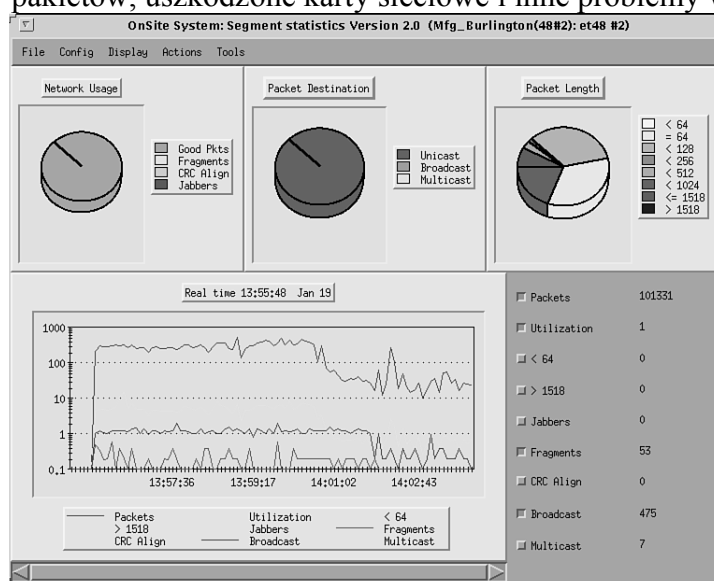 pakietów, uszkodzone karty sieciowe i inne problemy
OnSite System: Segment statistics Version 2.0 (Mfg_Burlington(48#2): et48 #2)
File Config Display Actions Tools
Network Usage
Good Pkts
Fragments
CRC Align
Jabbers
Packet Destination
Unicast
Broadcast
Multicast
Packet Length
< 64
= 64
< 128
< 256
< 512
< 1024
<= 1518
> 1518
Real time 13:55:48 Jan 19
1000
100
10
1
0.1
13:57:36 13:59:17 14:01:02 14:02:43
Packets Utilization < 64
> 1518 Jabbers Fragments
CRC Align Broadcast Multicast
Packets 101331
Utilization 1
< 64 0
> 1518 0
Jabbers 0
Fragments 53
CRC Align 0
Broadcast 475
Multicast 7